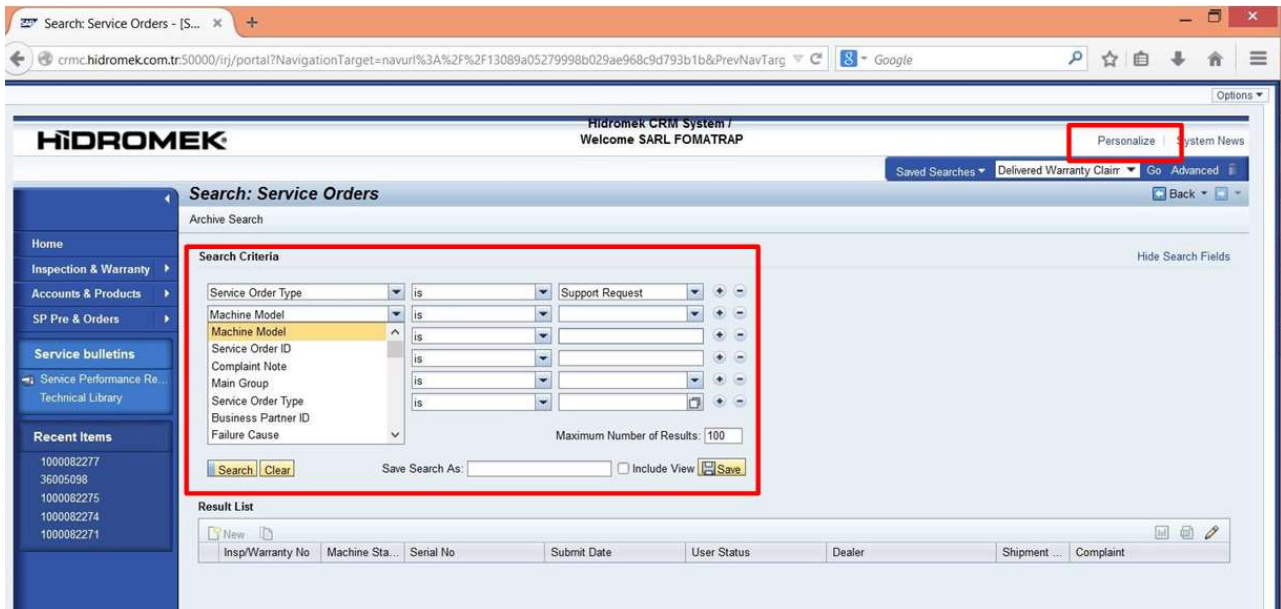 SAP Search: Service Orders - [S... × +
crmc.hidromek.com.tr:50000/irj/portal?NavigationTarget=navurl%3A%2F%2F13089a05279998b029ae968c9d793b1b&PrevNavTarg
8 Google
Options
HiDROMEK
Hidromek CRM System /
Welcome SARL FOMATRAP
Personalize | System News
Saved Searches Delivered Warranty Clairr Go Advanced
Search: Service Orders Back
Archive Search
Home
Inspection & Warranty
Accounts & Products
SP Pre & Orders
Service bulletins
Service Performance Re...
Technical Library
Recent Items
1000082277
36005098
1000082275
1000082274
1000082271
Search Criteria Hide Search Fields
Service Order Type is Support Request
Machine Model is
Machine Model is
Service Order ID
Complaint Note is
Main Group is
Service Order Type is
Business Partner ID
Failure Cause Maximum Number of Results: 100
Search Clear Save Search As: Include View Save
Result List
New
Insp/Warranty No Machine Sta... Serial No Submit Date User Status Dealer Shipment ... Complaint